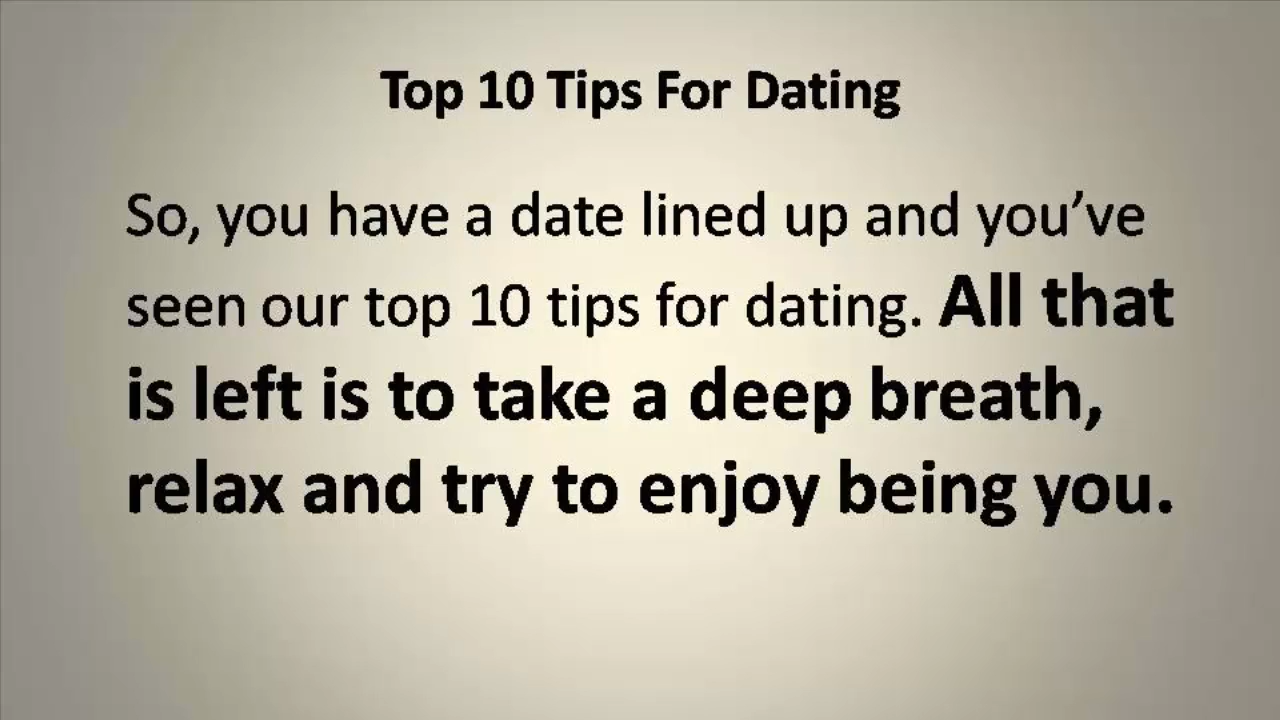 Top 10 Tips For Dating
So, you have a date lined up and you’ve
seen our top 10 tips for dating. All that
is left is to take a deep breath,
relax and try to enjoy being you.